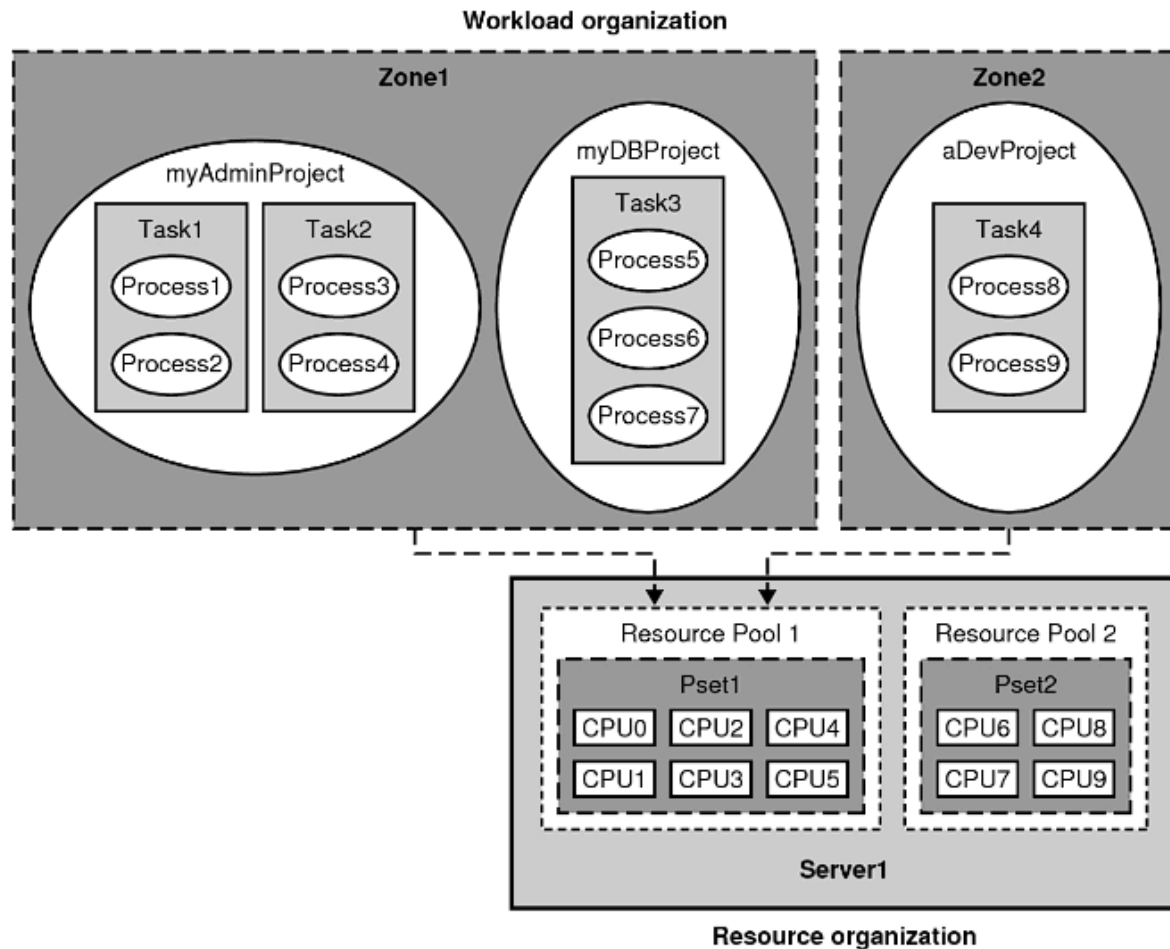 Workload organization
Zone1
Zone2
myAdminProject
myDBProject
aDevProject
Task1
Task2
Task3
Task4
Process1
Process2
Process3
Process4
Process5
Process6
Process7
Process8
Process9
Resource Pool 1
Resource Pool 2
Pset1
Pset2
CPU0 CPU2 CPU4
CPU1 CPU3 CPU5
CPU6 CPU8
CPU7 CPU9
Server1
Resource organization